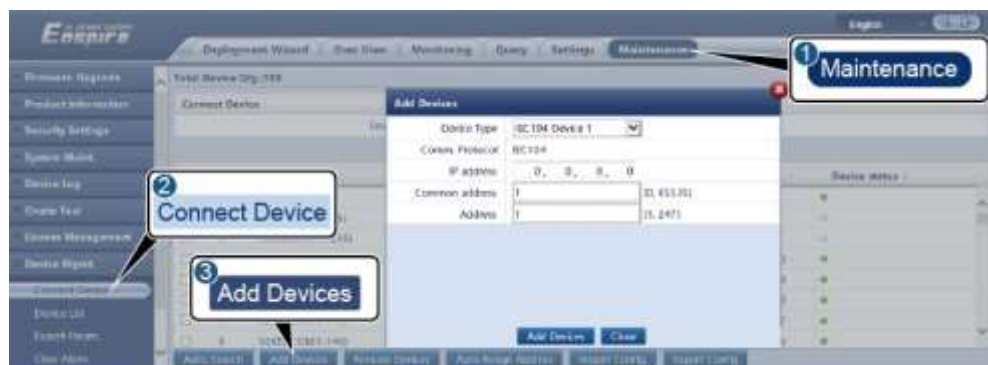 Enspire
English
Deployment Wizard
Over View
Monitoring
Query
Settings
Maintenance
1
Maintenance
Firmware Upgrade
Product Information
Security Settings
System Maint.
Device Log
Onsite Test
License Management
Device Mgmt.
Connect Device
Device List
Export Param.
Clear Alarm
Total Device Qty.:
Connect Device
Add Devices
Device Type
IEC104 Device 1
Comm. Protocol
IEC104
IP address
0. 0. 0. 0
Common address
1
[0, 65535]
Address
1
[1, 247]
Device status
2
Connect Device
3
Add Devices
Add Devices
Close
Auto. Search
Add Devices
Remove Devices
Auto Assign Address
Import Config.
Export Config.